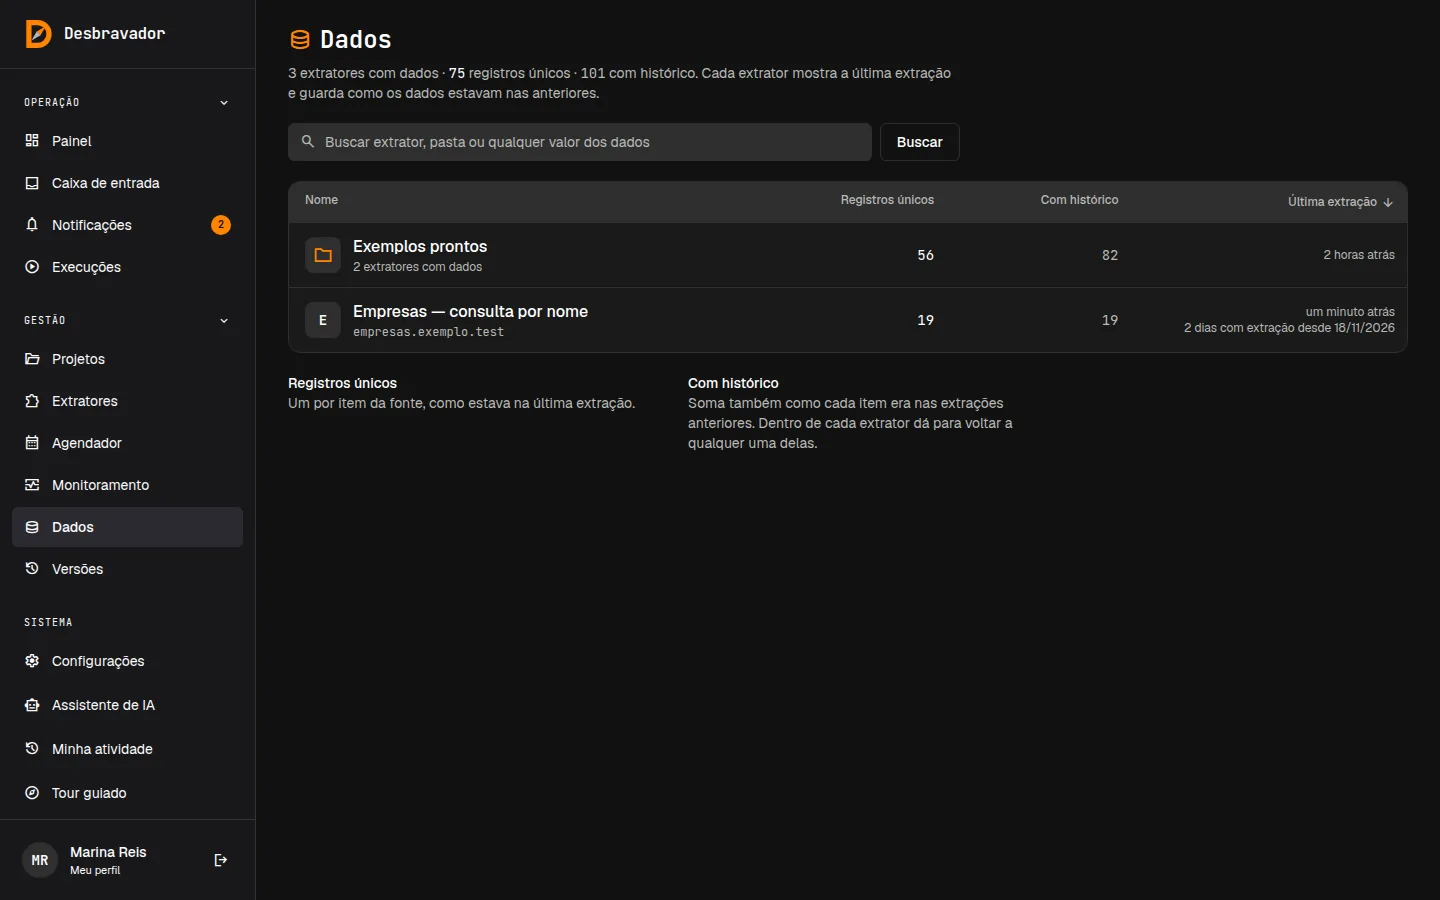 Desbravador
OPERAÇÃO
Painel
Caixa de entrada
Notificações
2
Execuções
GESTÃO
Projetos
Extratores
Agendador
Monitoramento
Dados
Versões
SISTEMA
Configurações
Assistente de IA
Minha atividade
Tour guiado
MR
Marina Reis
Meu perfil
Dados
3 extratores com dados · 75 registros únicos · 101 com histórico. Cada extrator mostra a última extração
e guarda como os dados estavam nas anteriores.
Buscar extrator, pasta ou qualquer valor dos dados
Buscar
Nome Registros únicos Com histórico Última extração
Exemplos prontos
2 extratores com dados
56 82 2 horas atrás
E
Empresas — consulta por nome
empresas.exemplo.test
19 19 um minuto atrás
2 dias com extração desde 18/11/2026
Registros únicos
Um por item da fonte, como estava na última extração.
Com histórico
Soma também como cada item era nas extrações
anteriores. Dentro de cada extrator dá para voltar a
qualquer uma delas.